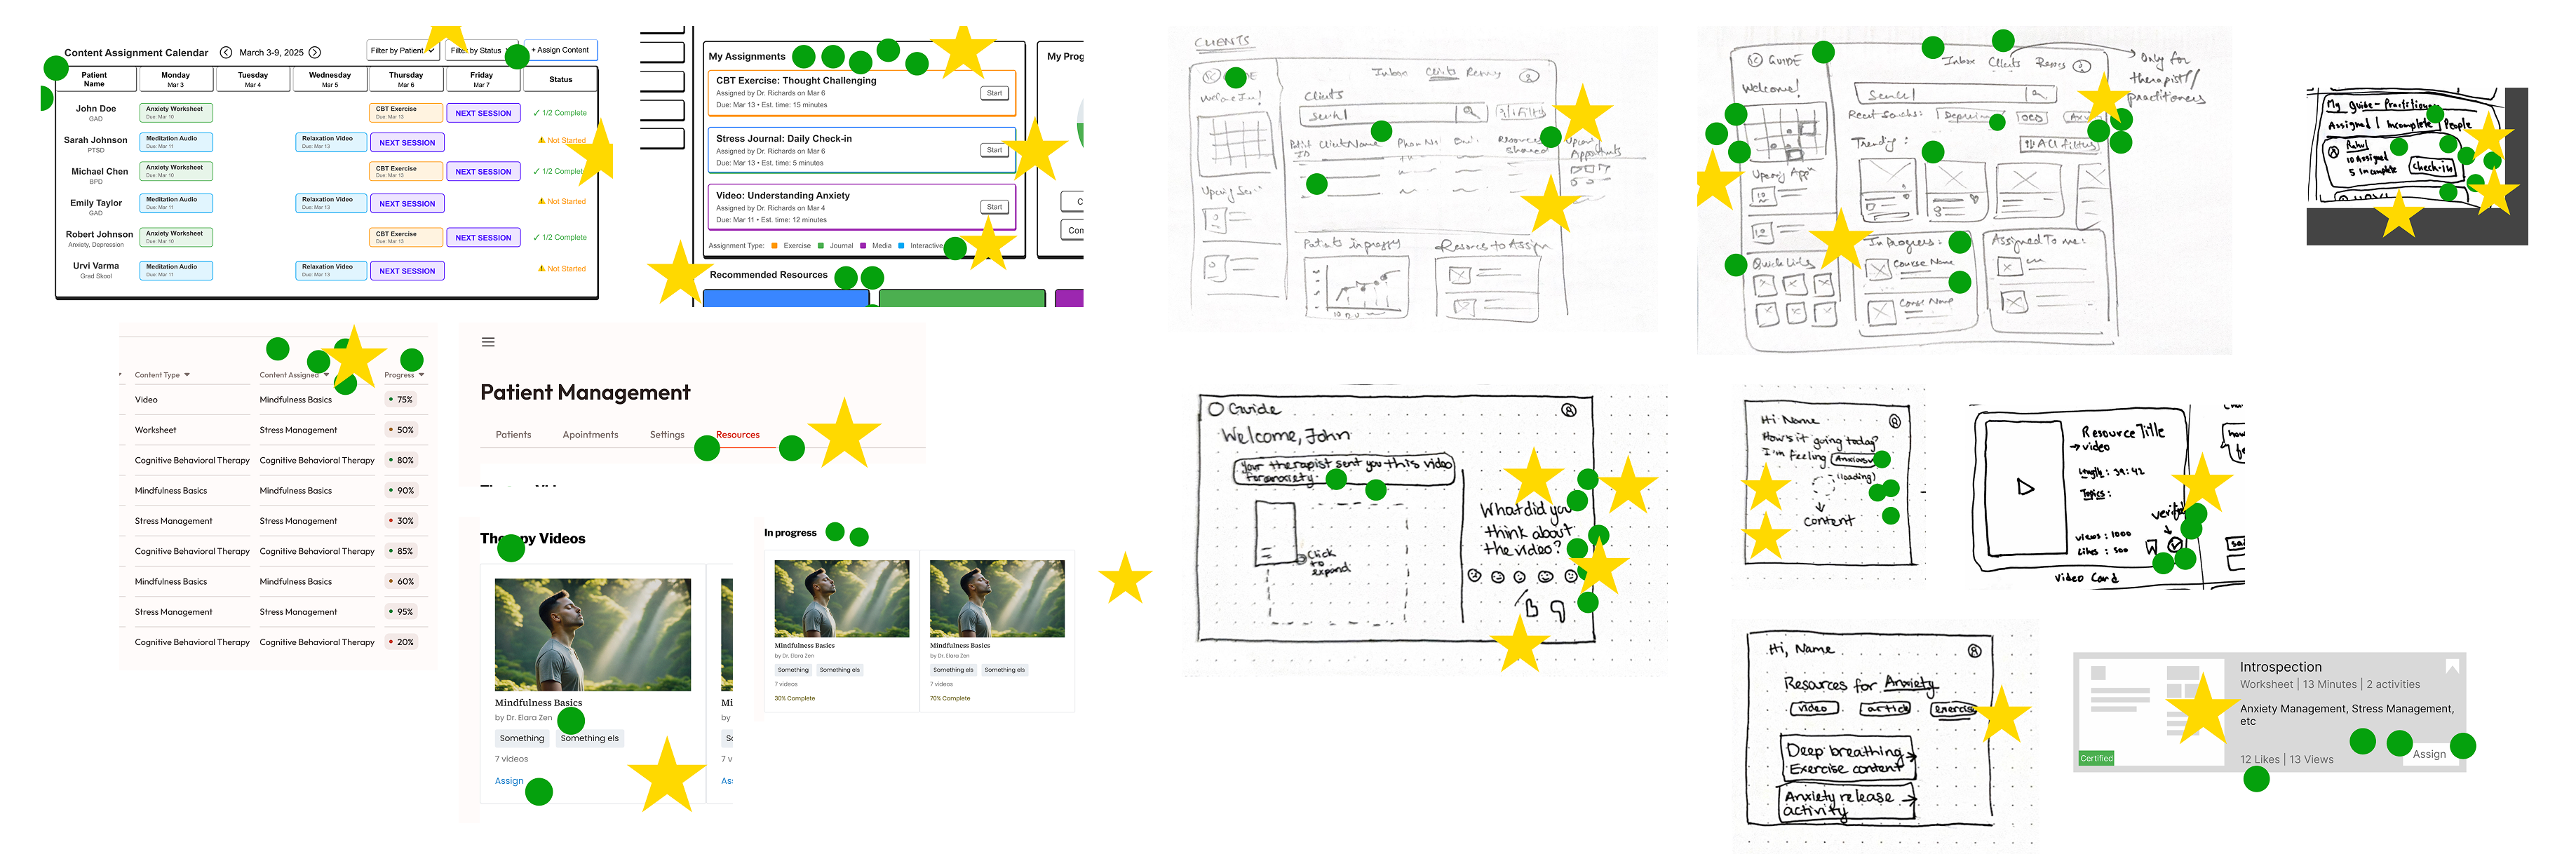 Content Assignment Calendar
March 3-9, 2025
Filter by Patient
Filter by Status
+ Assign Content
Patient Name
Monday
Mar 3
Tuesday
Mar 4
Wednesday
Mar 5
Thursday
Mar 6
Friday
Mar 7
Status
John Doe
GAD
Anxiety Worksheet
Due: Mar 10
CBT Exercise
Due: Mar 13
NEXT SESSION
✓ 1/2 Complete
Sarah Johnson
PTSD
Meditation Audio
Due: Mar 11
Relaxation Video
Due: Mar 13
NEXT SESSION
Not Started
Michael Chen
BPD
Anxiety Worksheet
Due: Mar 10
CBT Exercise
Due: Mar 13
NEXT SESSION
✓ 1/2 Complete
Emily Taylor
GAD
Meditation Audio
Due: Mar 11
Relaxation Video
Due: Mar 13
NEXT SESSION
Not Started
Robert Johnson
Anxiety, Depression
Anxiety Worksheet
Due: Mar 10
CBT Exercise
Due: Mar 13
NEXT SESSION
✓ 1/2 Complete
Urvi Varma
Grad Skool
Meditation Audio
Due: Mar 11
Relaxation Video
Due: Mar 13
NEXT SESSION
Not Started
My Assignments
My Prog
CBT Exercise: Thought Challenging
Assigned by Dr. Richards on Mar 6
Due: Mar 13 • Est. time: 15 minutes
Start
Stress Journal: Daily Check-in
Assigned by Dr. Richards on Mar 6
Due: Mar 13 • Est. time: 5 minutes
Start
Video: Understanding Anxiety
Assigned by Dr. Richards on Mar 4
Due: Mar 11 • Est. time: 12 minutes
Start
Assignment Type: Exercise Journal Media Interactive
Recommended Resources
CLIENTS
Inbox Clients
Clients
Client Name
Resources Shared
Upcoming Appointments
Patients in progress
Resources to Assign
GUIDE
Inbox Clients
only for therapist/practitioners
Welcome!
Recent searches:
OCD
Trending:
All filters
Quick links
In Progress:
Course Name
Course Name
Assigned To me:
My guide - Practitioner
Assigned | Incomplete People
Rahul
10 Assigned
5 Incomplete
Check-in
Content Type
Content Assigned
Progress
Video
Mindfulness Basics
75%
Worksheet
Stress Management
50%
Cognitive Behavioral Therapy
Cognitive Behavioral Therapy
80%
Mindfulness Basics
Mindfulness Basics
90%
Stress Management
Stress Management
30%
Cognitive Behavioral Therapy
Cognitive Behavioral Therapy
85%
Mindfulness Basics
Mindfulness Basics
60%
Stress Management
Stress Management
95%
Cognitive Behavioral Therapy
Cognitive Behavioral Therapy
20%
Patient Management
Patients
Apointments
Settings
Resources
Therapy Videos
Mindfulness Basics
by Dr. Elara Zen
Something
Something els
7 videos
Assign
In progress
Mindfulness Basics
by Dr. Elara Zen
Something
Something els
7 videos
30% Complete
Mindfulness Basics
by Dr. Elara Zen
Something
Something els
7 videos
70% Complete
Guide
Welcome, John
Your therapist sent you this video
for anxiety.
Click
to
expand
What did you
think about
the video?
Hi Name
How's it going today?
I'm feeling Anxious
(loading)
content
Resource Title
→ video
Length: 39:42
Topics:
views: 1000
Likes: 500
Video Card
Hi, Name
Resources for Anxiety
video
article
exercise
Deep breathing
Exercise content
Anxiety release
activity
Introspection
Worksheet | 13 Minutes | 2 activities
Anxiety Management, Stress Management,
etc
12 Likes | 13 Views
Assign
Certified